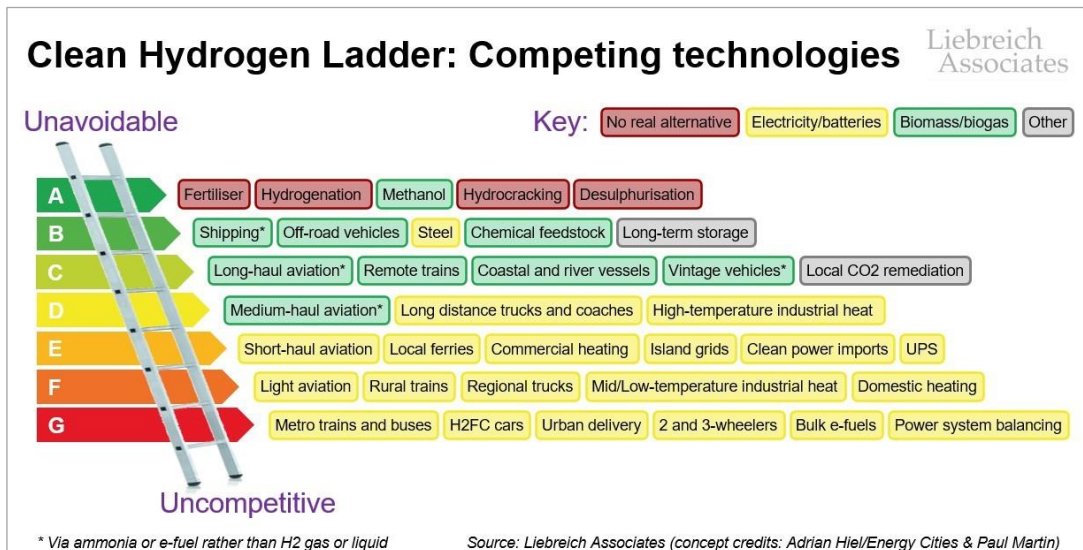 Clean Hydrogen Ladder: Competing technologies
Liebreich
Associates
Unavoidable
Key: No real alternative Electricity/batteries Biomass/biogas Other
A Fertiliser Hydrogenation Methanol Hydrocracking Desulphurisation
B Shipping* Off-road vehicles Steel Chemical feedstock Long-term storage
C Long-haul aviation* Remote trains Coastal and river vessels Vintage vehicles* Local CO2 remediation
D Medium-haul aviation* Long distance trucks and coaches High-temperature industrial heat
E Short-haul aviation Local ferries Commercial heating Island grids Clean power imports UPS
F Light aviation Rural trains Regional trucks Mid/Low-temperature industrial heat Domestic heating
G Metro trains and buses H2FC cars Urban delivery 2 and 3-wheelers Bulk e-fuels Power system balancing
Uncompetitive
* Via ammonia or e-fuel rather than H2 gas or liquid
Source: Liebreich Associates (concept credits: Adrian Hiel/Energy Cities & Paul Martin)